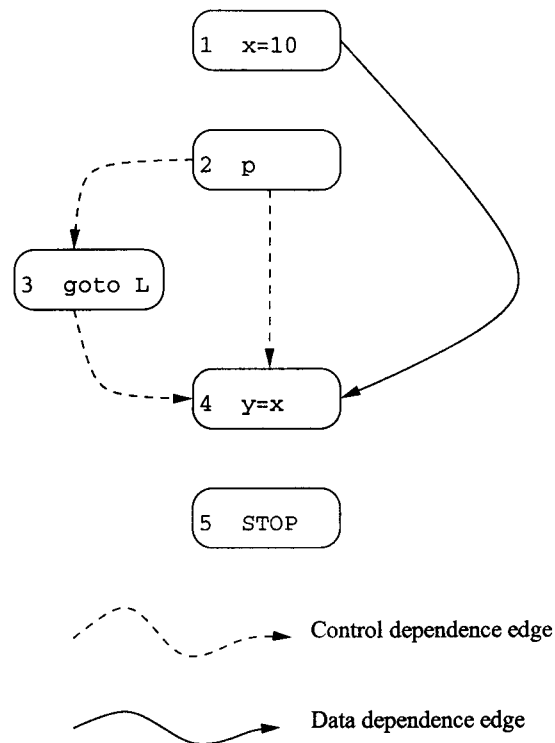 1 x=10
2 p
3 goto L
4 y=x
5 STOP
Control dependence edge
Data dependence edge